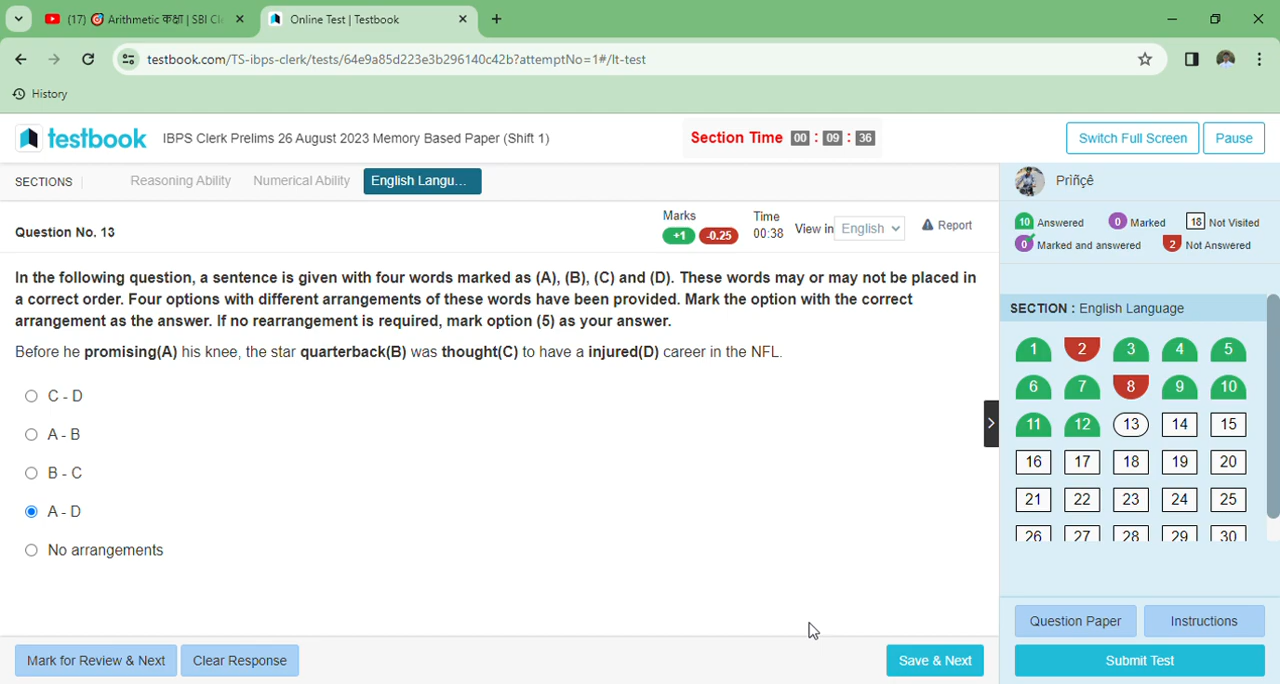 (17) 🎯 Arithmetic कक्षा | SBI Cl
Online Test | Testbook
testbook.com/TS-ibps-clerk/tests/64e9a85d223e3b296140c42b?attemptNo=1#/lt-test
History
testbook
IBPS Clerk Prelims 26 August 2023 Memory Based Paper (Shift 1)
Section Time 00 : 09 : 36
Switch Full Screen
Pause
SECTIONS
Reasoning Ability
Numerical Ability
English Langu...
Prîñçê
Question No. 13
Marks
+1 -0.25
Time
00:38
View in English
Report
10 Answered
0 Marked
18 Not Visited
0 Marked and answered
2 Not Answered
In the following question, a sentence is given with four words marked as (A), (B), (C) and (D). These words may or may not be placed in
a correct order. Four options with different arrangements of these words have been provided. Mark the option with the correct
arrangement as the answer. If no rearrangement is required, mark option (5) as your answer.
Before he promising(A) his knee, the star quarterback(B) was thought(C) to have a injured(D) career in the NFL.
C - D
A - B
B - C
A - D
No arrangements
SECTION : English Language
1 2 3 4 5
6 7 8 9 10
11 12 13 14 15
16 17 18 19 20
21 22 23 24 25
26 27 28 29 30
Question Paper
Instructions
Mark for Review & Next
Clear Response
Save & Next
Submit Test